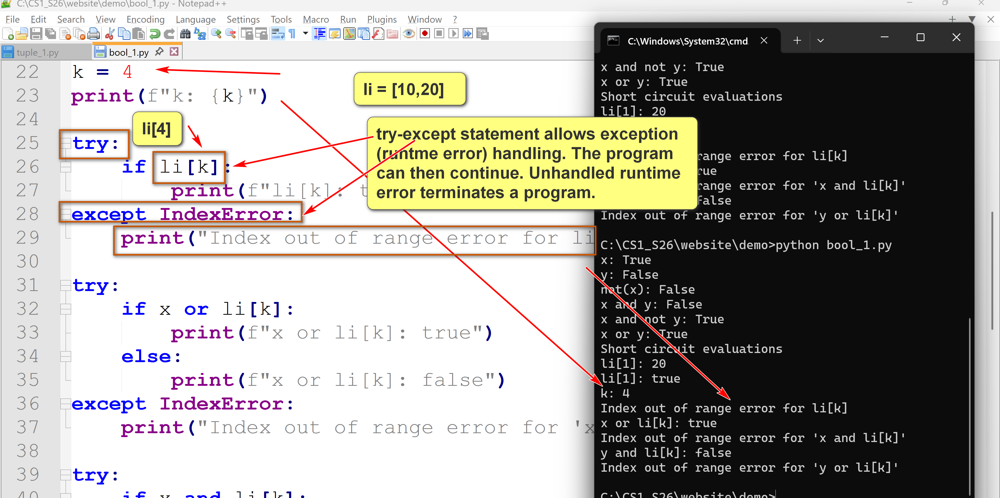 C:\CS1_S26\website\demo\bool_1.py - Notepad++
File Edit Search View Encoding Language Settings Tools Macro Run Plugins Window ?
tuple_1.py bool_1.py
22 k = 4
23 print(f"k: {k}")
24
25 try:
26 if li[k]:
27 print(f"li[k]: t
28 except IndexError:
29 print("Index out of range error for li
30
31 try:
32 if x or li[k]:
33 print(f"x or li[k]: true")
34 else:
35 print(f"x or li[k]: false")
36 except IndexError:
37 print("Index out of range error for 'x
38
39 try:
40 if x and li[k]:
li = [10,20]
li[4]
try-except statement allows exception
(runtme error) handling. The program
can then continue. Unhandled runtime
error terminates a program.
C:\Windows\System32\cmd.
x and not y: True
x or y: True
Short circuit evaluations
li[1]: 20
range error for li[k]
rue
range error for 'x and li[k]'
false
Index out of range error for 'y or li[k]'
C:\CS1_S26\website\demo>python bool_1.py
x: True
y: False
not(x): False
x and y: False
x and not y: True
x or y: True
Short circuit evaluations
li[1]: 20
li[1]: true
k: 4
Index out of range error for li[k]
x or li[k]: true
Index out of range error for 'x and li[k]'
y and li[k]: false
Index out of range error for 'y or li[k]'
C:\CS1_S26\website\demo>